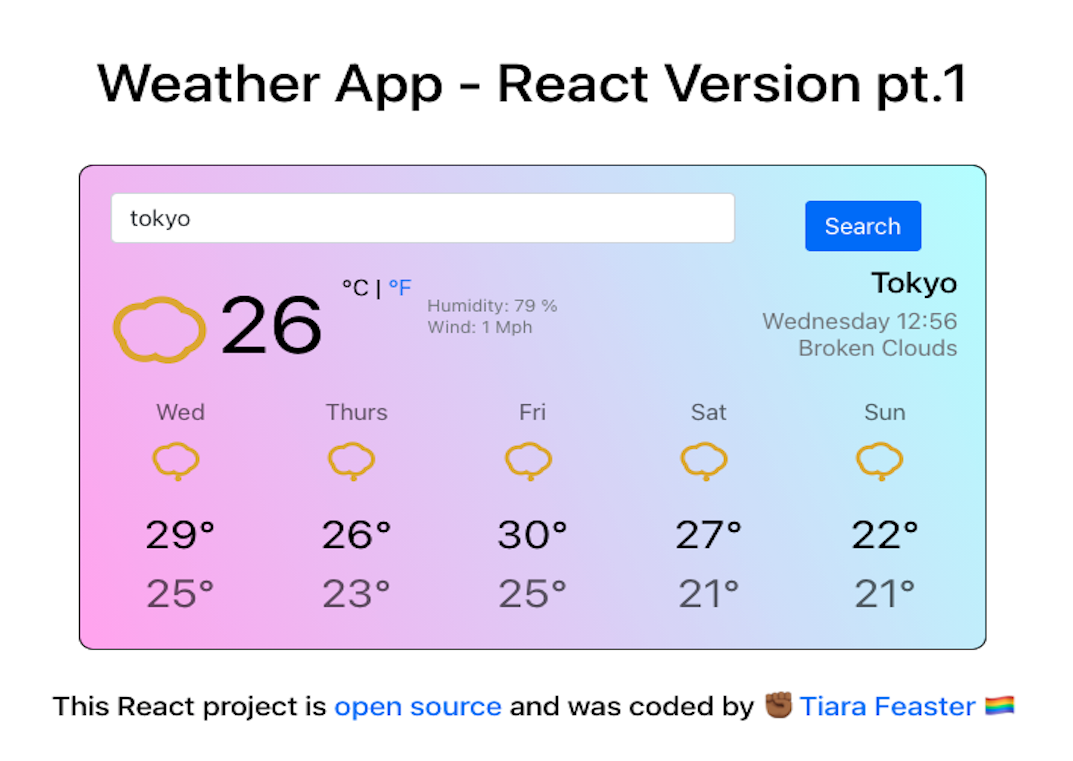 Weather App - React Version pt.1
tokyo
Search
26
°C | °F
Humidity: 79 %
Wind: 1 Mph
Tokyo
Wednesday 12:56
Broken Clouds
Wed Thurs Fri Sat Sun
29° 26° 30° 27° 22°
25° 23° 25° 21° 21°
This React project is open source and was coded by ✊🏾 Tiara Feaster 🏳️‍🌈